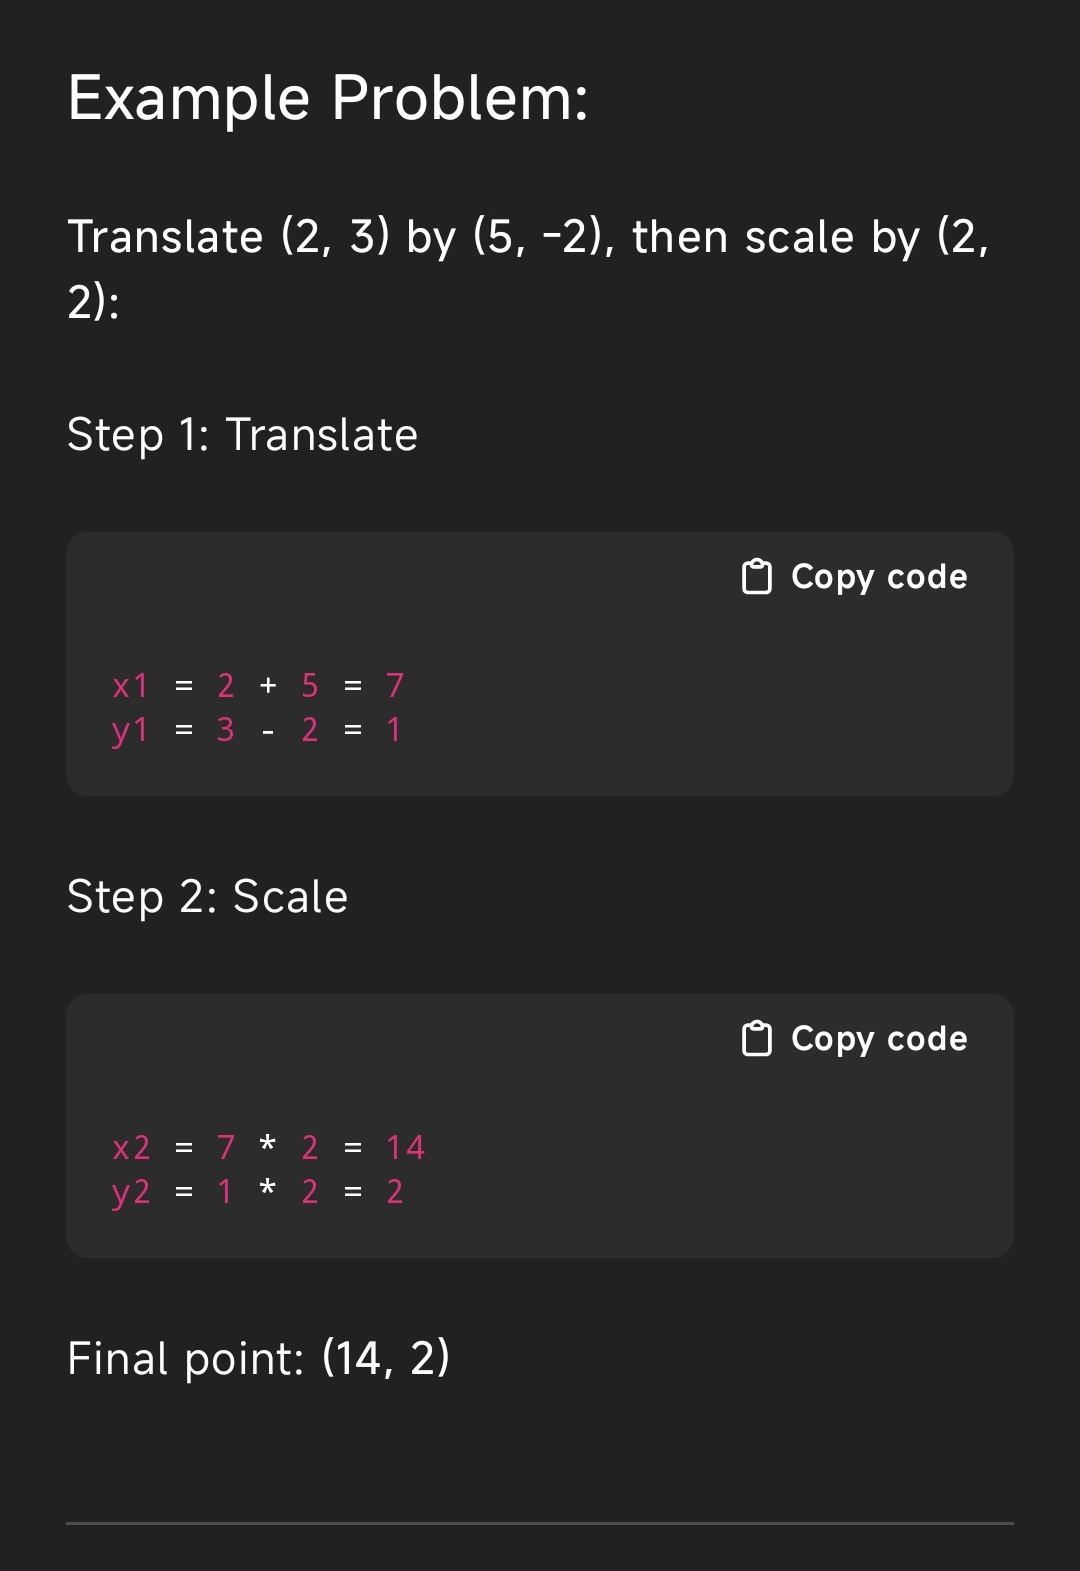 Example Problem:
Translate (2, 3) by (5, -2), then scale by (2,
2):
Step 1: Translate
Copy code
x1 = 2 + 5 = 7
y1 = 3 - 2 = 1
Step 2: Scale
Copy code
x2 = 7 * 2 = 14
y2 = 1 * 2 = 2
Final point: (14, 2)